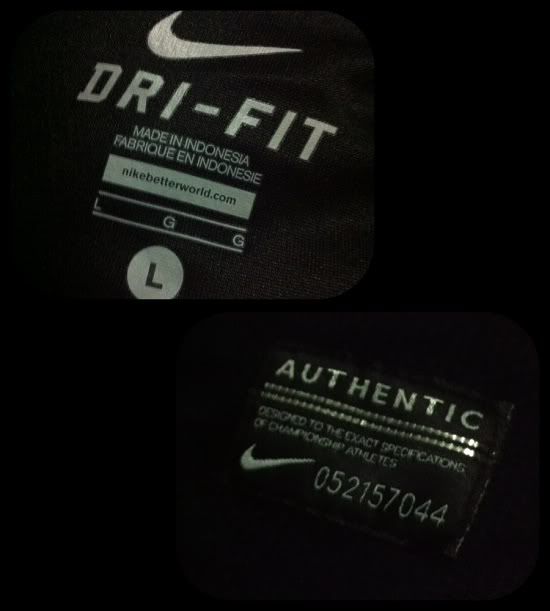 DRI-FIT
MADE IN INDONESIA
FABRIQUE EN INDONESIE
nikebetterworld.com
L G G
L
AUTHENTIC
DESIGNED TO THE EXACT SPECIFICATIONS
OF CHAMPIONSHIP ATHLETES
052157044